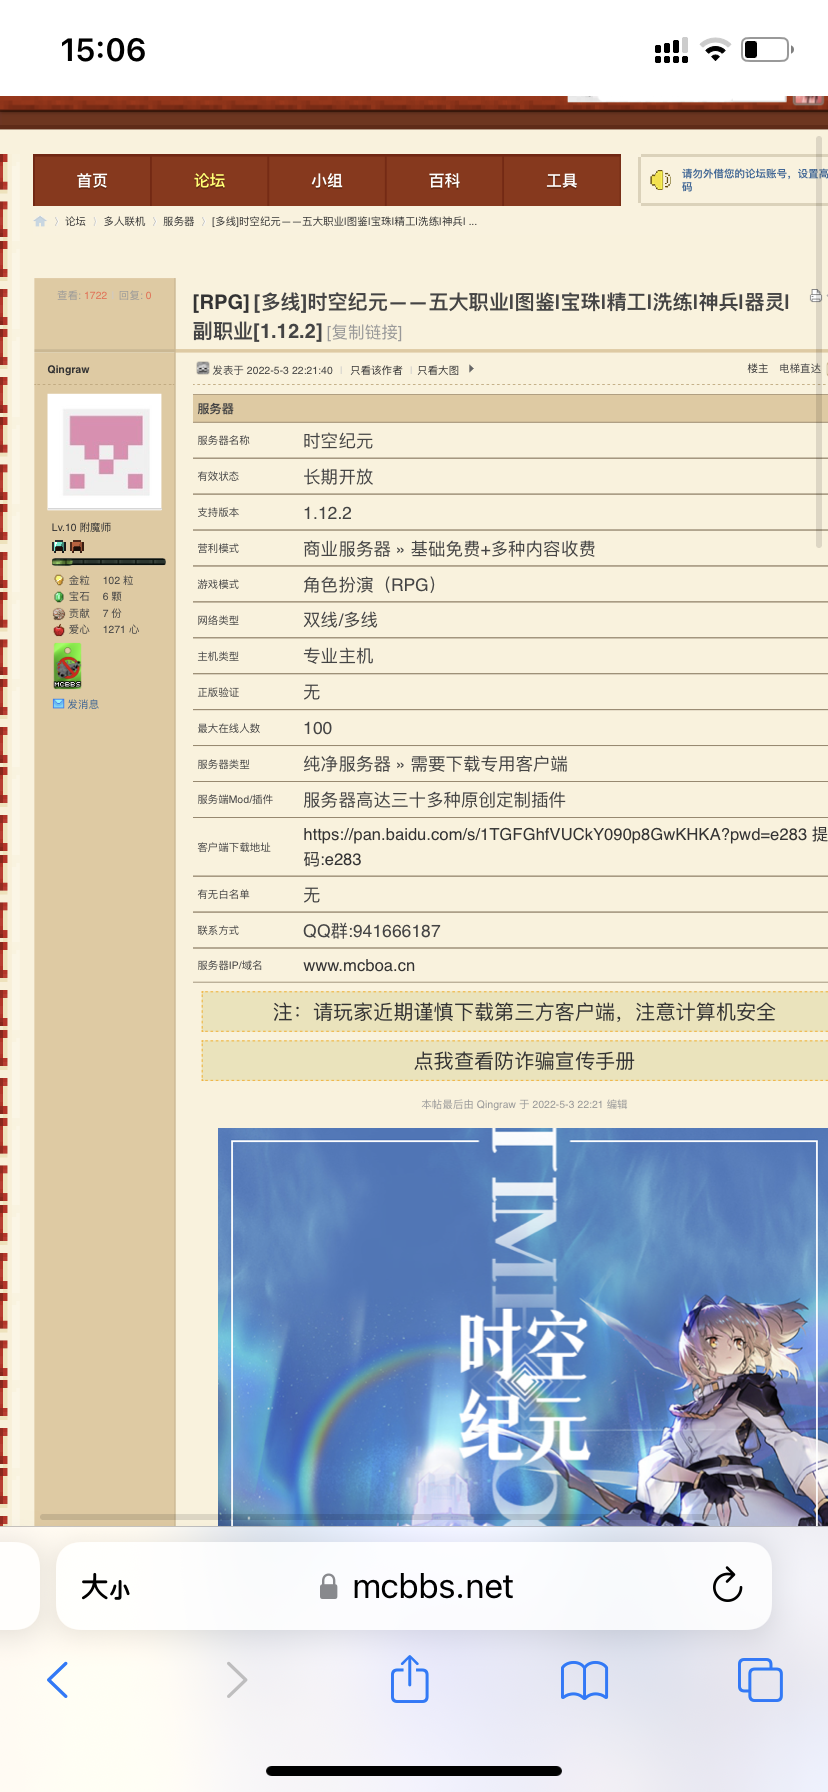 15:06
首页 论坛 小组 百科 工具
请勿外借您的论坛账号，设置高
码
论坛 〉 多人联机 〉 服务器 〉 [多线]时空纪元——五大职业|图鉴|宝珠|精工|洗练|神兵| ...
查看: 1722 回复: 0
[RPG] [多线]时空纪元——五大职业|图鉴|宝珠|精工|洗练|神兵|器灵|
副职业[1.12.2] [复制链接]
Qingraw
发表于 2022-5-3 22:21:40 | 只看该作者 | 只看大图
楼主 电梯直达
Lv.10 附魔师
金粒 102 粒
宝石 6 颗
贡献 7 份
爱心 1271 心
MCBBS
发消息
服务器
服务器名称 时空纪元
有效状态 长期开放
支持版本 1.12.2
营利模式 商业服务器 » 基础免费+多种内容收费
游戏模式 角色扮演（RPG）
网络类型 双线/多线
主机类型 专业主机
正版验证 无
最大在线人数 100
服务器类型 纯净服务器 » 需要下载专用客户端
服务端Mod/插件 服务器高达三十多种原创定制插件
客户端下载地址 https://pan.baidu.com/s/1TGFGhfVUCkY090p8GwKHKA?pwd=e283 提
码:e283
有无白名单 无
联系方式 QQ群:941666187
服务器IP/域名 www.mcboa.cn
注：请玩家近期谨慎下载第三方客户端，注意计算机安全
点我查看防诈骗宣传手册
本帖最后由 Qingraw 于 2022-5-3 22:21 编辑
TIME
时空
纪元
大小 mcbbs.net